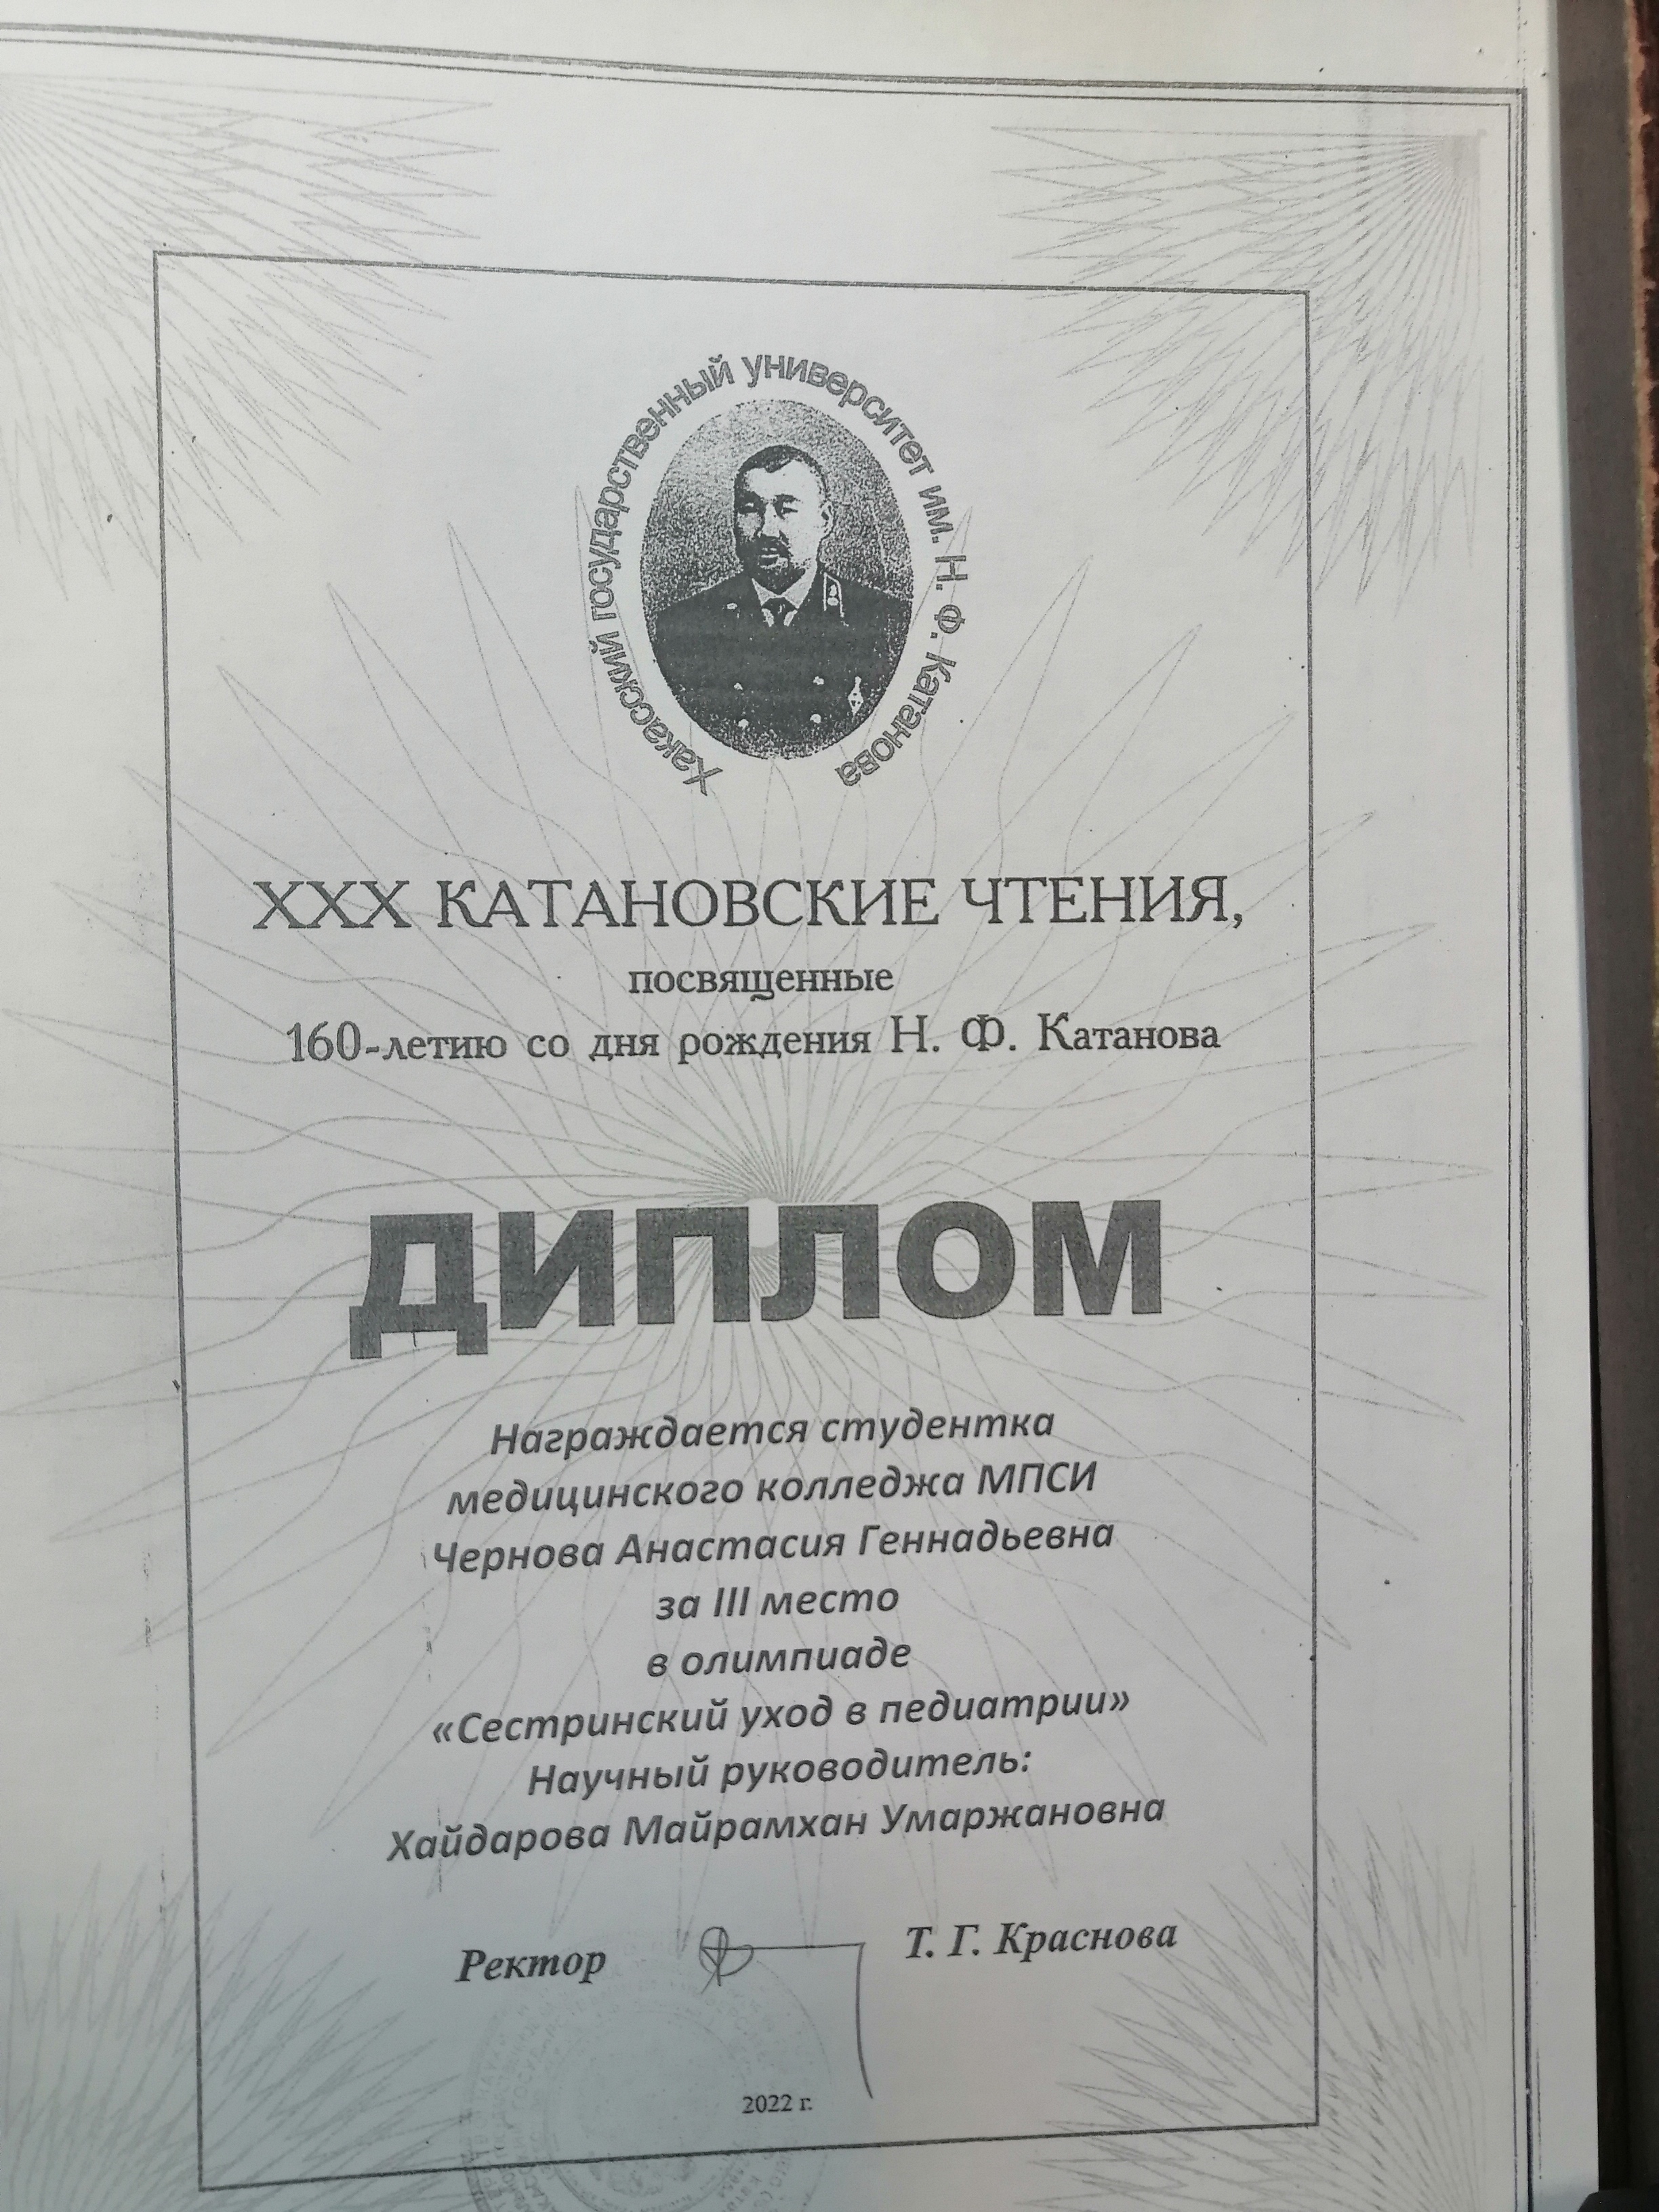 Хакасский государственный университет им. Н. Ф. Катанова
XXX КАТАНОВСКИЕ ЧТЕНИЯ,
посвященные
160-летию со дня рождения Н. Ф. Катанова
ДИПЛОМ
Награждается студентка
медицинского колледжа МПСИ
Чернова Анастасия Геннадьевна
за III место
в олимпиаде
«Сестринский уход в педиатрии»
Научный руководитель:
Хайдарова Майрамхан Умаржановна
Ректор Т. Г. Краснова
2022 г.